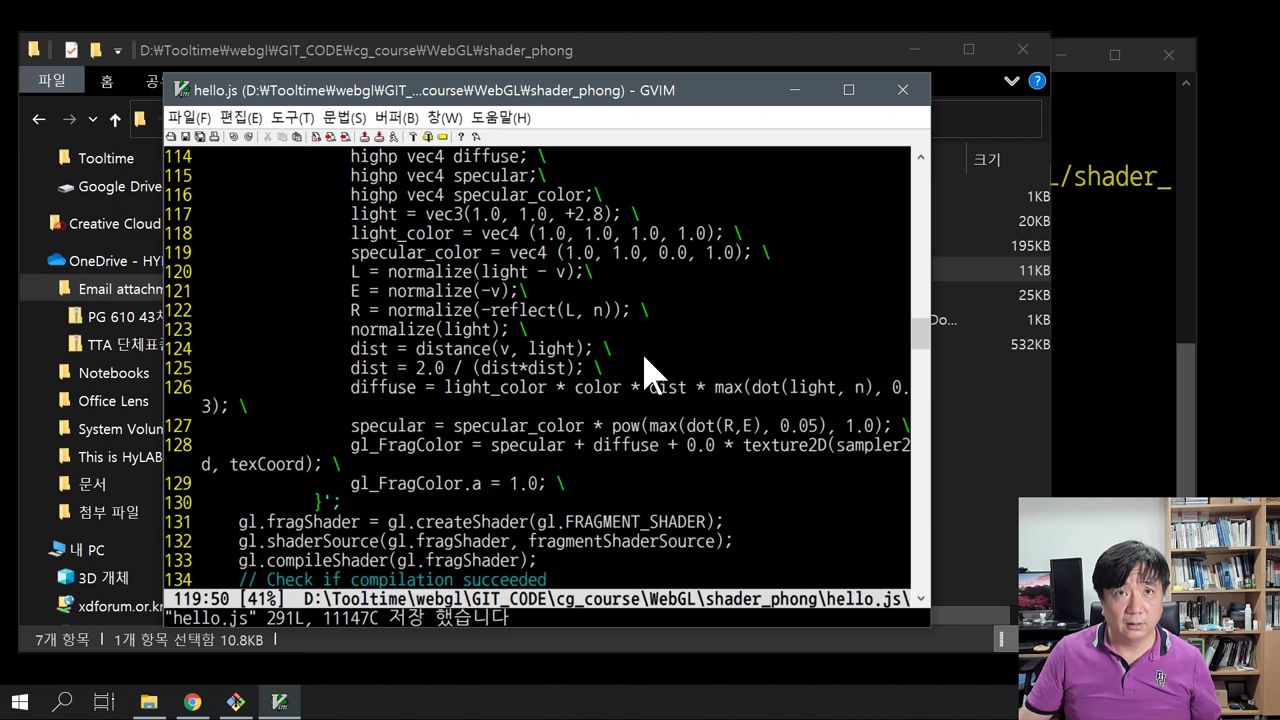 D:₩Tooltime₩webgl₩GIT_CODE₩cg_course₩WebGL₩shader_phong
파일
홈
hello.js (D:₩Tooltime₩webgl₩GIT_...course₩WebGL₩shader_phong) - GVIM
파일(F) 편집(E) 도구(T) 문법(S) 버퍼(B) 창(W) 도움말(H)
크기
Tooltime
Google Drive
Creative Cloud
OneDrive - HY
Email attachm
PG 610 43차
TTA 단체표준
Documents
Office Lens
System Volum
This is HyLAB
문서
첨부 파일
내 PC
3D 개체
xdforum.or.k
114 highp vec4 diffuse; \
115 highp vec4 specular;\
116 highp vec4 specular_color;\
117 light = vec3(1.0, 1.0, +2.8); \
118 light_color = vec4 (1.0, 1.0, 1.0, 1.0); \
119 specular_color = vec4 (1.0, 1.0, 0.0, 1.0); \
120 L = normalize(light - v);\
121 E = normalize(-v);\
122 R = normalize(-reflect(L, n)); \
123 normalize(light); \
124 dist = distance(v, light); \
125 dist = 2.0 / (dist*dist); \
126 diffuse = light_color * color * dist * max(dot(light, n), 0.
3); \
127 specular = specular_color * pow(max(dot(R,E), 0.05), 1.0); \
128 gl_FragColor = specular + diffuse + 0.0 * texture2D(sampler2
d, texCoord); \
129 gl_FragColor.a = 1.0; \
130 }';
131 gl.fragShader = gl.createShader(gl.FRAGMENT_SHADER);
132 gl.shaderSource(gl.fragShader, fragmentShaderSource);
133 gl.compileShader(gl.fragShader);
134 // Check if compilation succeeded
119:50 [41%] D:\Tooltime\webgl\GIT_CODE\cg_course\WebGL\shader_phong\hello.js\
"hello.js" 291L, 11147C 저장 했습니다
1KB
20KB
195KB
11KB
25KB
Do... 1KB
532KB
L/shader_
7개 항목 1개 항목 선택함 10.8KB